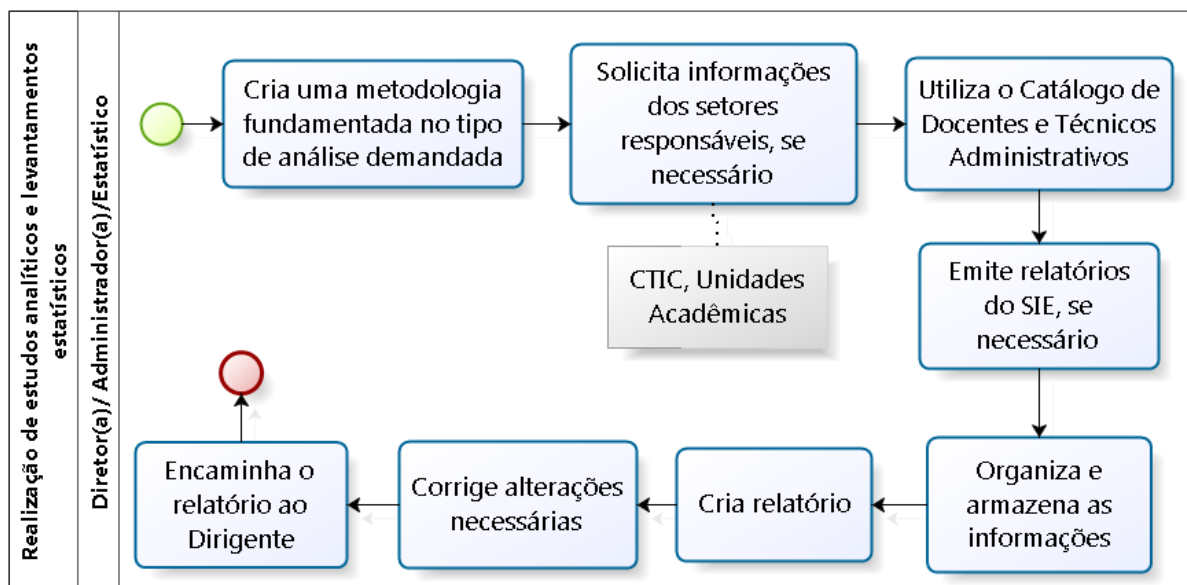 Realização de estudos analíticos e levantamentos
estatísticos
Diretor(a)/ Administrador(a)/Estatístico
Cria uma metodologia
fundamentada no tipo
de análise demandada
Solicita informações
dos setores
responsáveis, se
necessário
Utiliza o Catálogo de
Docentes e Técnicos
Administrativos
CTIC, Unidades
Acadêmicas
Emite relatórios
do SIE, se
necessário
Organiza e
armazena as
informações
Cria relatório
Corrige alterações
necessárias
Encaminha o
relatório ao
Dirigente